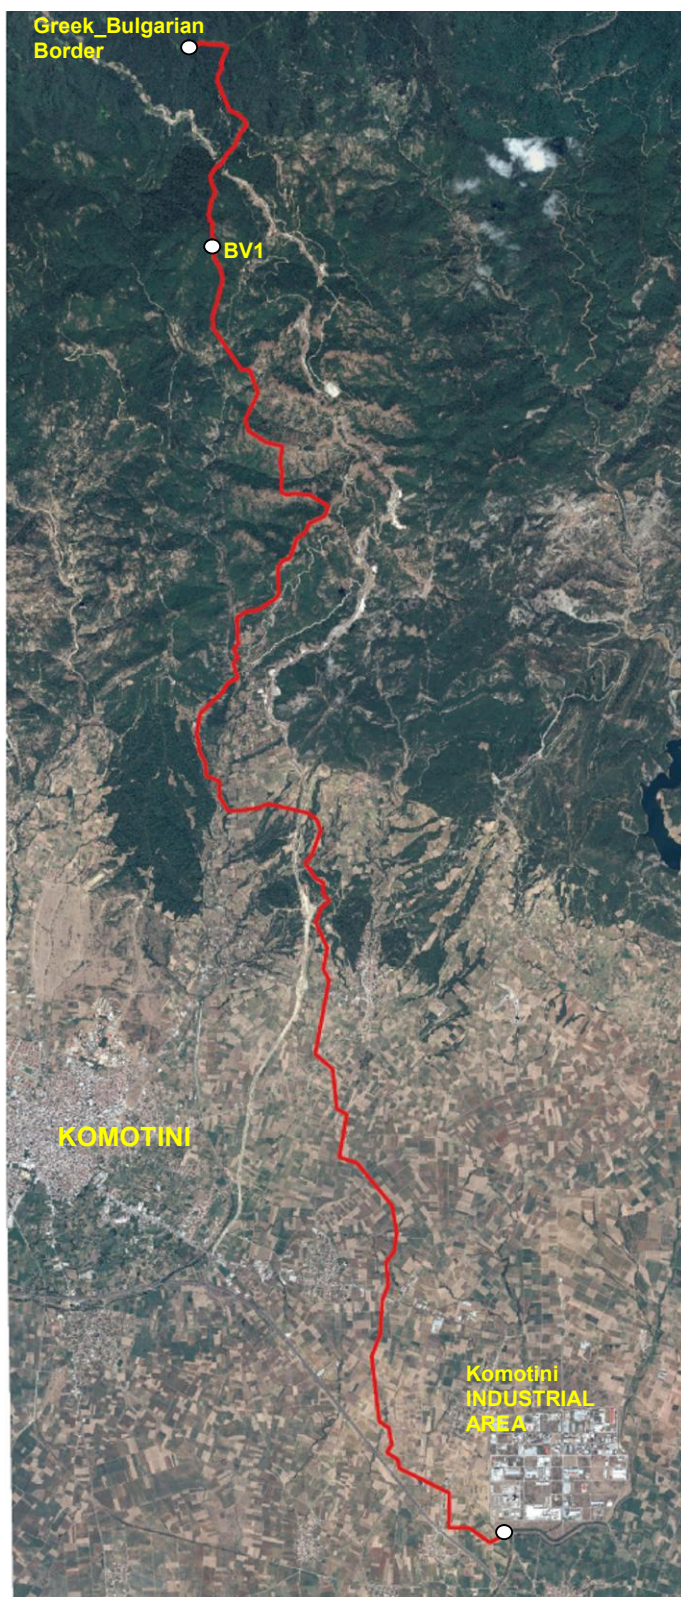 Greek_Bulgarian
Border
BV1
KOMOTINI
Komotini
INDUSTRIAL
AREA